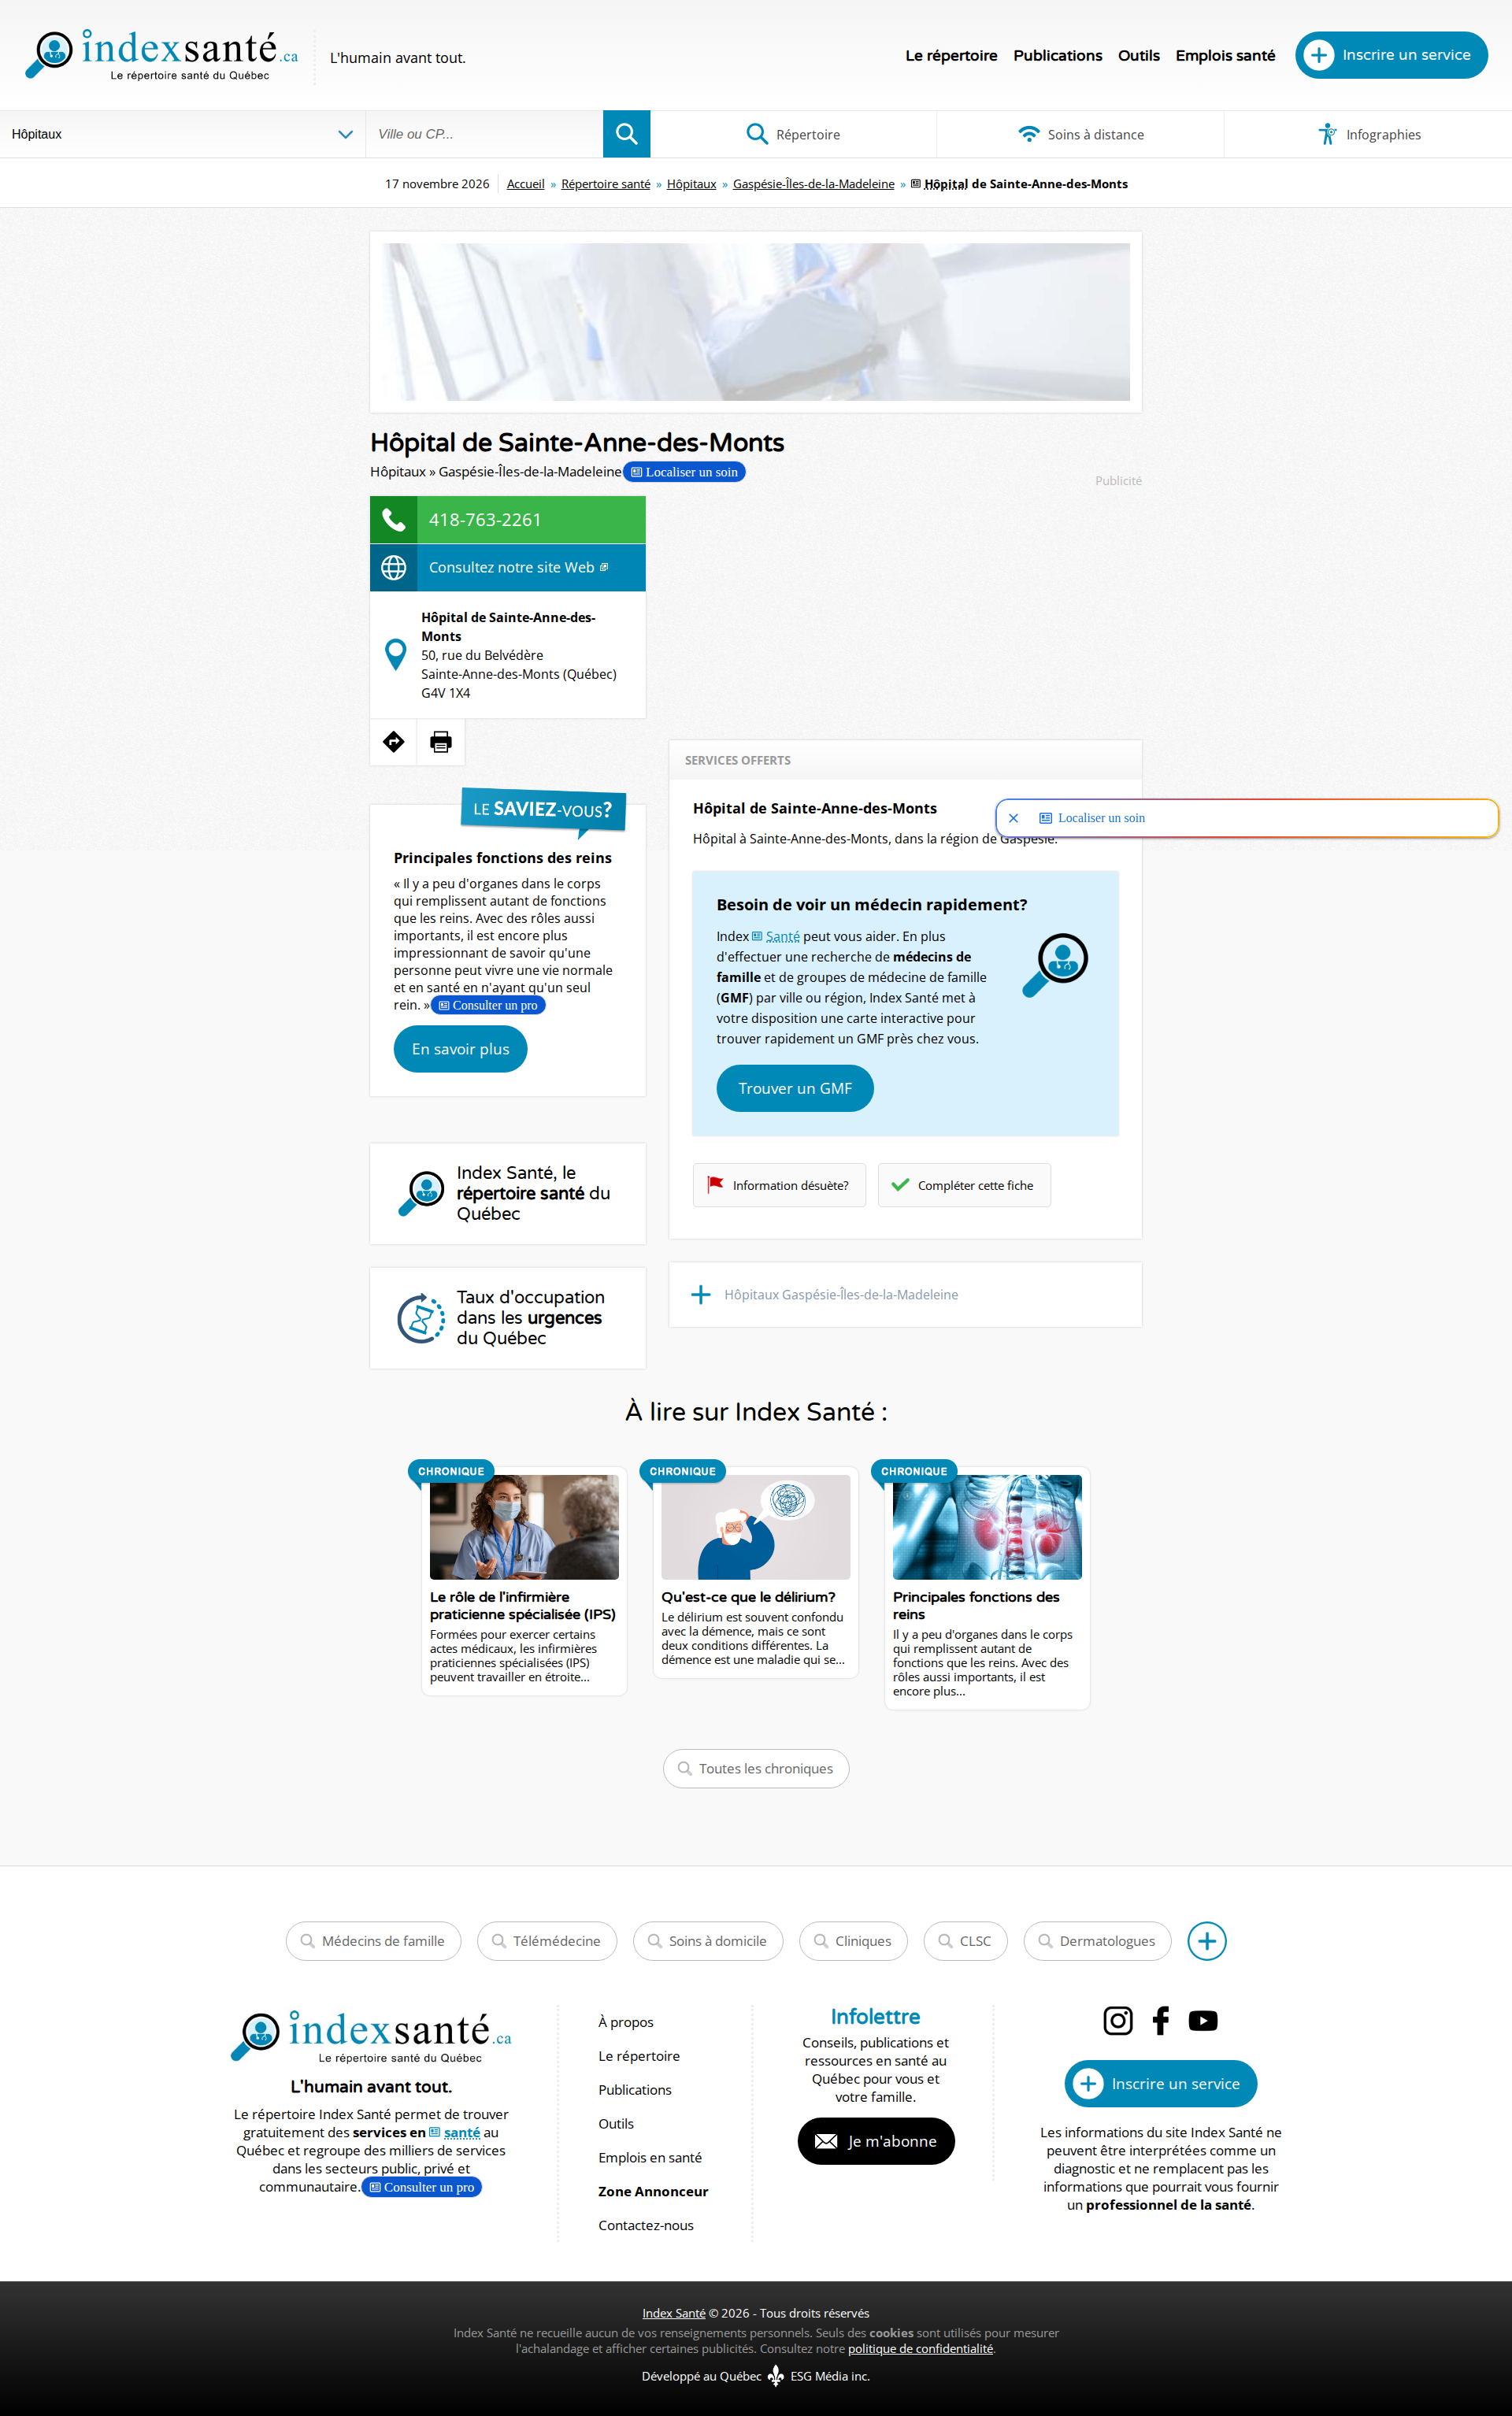 indexsanté.ca
Le répertoire santé du Québec
L'humain avant tout.
Le répertoire Publications Outils Emplois santé Inscrire un service
Hôpitaux Ville ou CP... Répertoire Soins à distance Infographies
17 novembre 2026 Accueil » Répertoire santé » Hôpitaux » Gaspésie-Îles-de-la-Madeleine » Hôpital de Sainte-Anne-des-Monts
Hôpital de Sainte-Anne-des-Monts
Hôpitaux » Gaspésie-Îles-de-la-Madeleine Localiser un soin
Publicité
418-763-2261
Consultez notre site Web
Hôpital de Sainte-Anne-des-
Monts
50, rue du Belvédère
Sainte-Anne-des-Monts (Québec)
G4V 1X4
LE SAVIEZ-VOUS?
Principales fonctions des reins
« Il y a peu d'organes dans le corps
qui remplissent autant de fonctions
que les reins. Avec des rôles aussi
importants, il est encore plus
impressionnant de savoir qu'une
personne peut vivre une vie normale
et en santé en n'ayant qu'un seul
rein. » Consulter un pro
En savoir plus
Index Santé, le
répertoire santé du
Québec
Taux d'occupation
dans les urgences
du Québec
SERVICES OFFERTS
Hôpital de Sainte-Anne-des-Monts
Localiser un soin
Hôpital à Sainte-Anne-des-Monts, dans la région de Gaspésie.
Besoin de voir un médecin rapidement?
Index Santé peut vous aider. En plus
d'effectuer une recherche de médecins de
famille et de groupes de médecine de famille
(GMF) par ville ou région, Index Santé met à
votre disposition une carte interactive pour
trouver rapidement un GMF près chez vous.
Trouver un GMF
Information désuète? Compléter cette fiche
Hôpitaux Gaspésie-Îles-de-la-Madeleine
À lire sur Index Santé :
CHRONIQUE
Le rôle de l'infirmière
praticienne spécialisée (IPS)
Formées pour exercer certains
actes médicaux, les infirmières
praticiennes spécialisées (IPS)
peuvent travailler en étroite...
CHRONIQUE
Qu'est-ce que le délirium?
Le délirium est souvent confondu
avec la démence, mais ce sont
deux conditions différentes. La
démence est une maladie qui se...
CHRONIQUE
Principales fonctions des
reins
Il y a peu d'organes dans le corps
qui remplissent autant de
fonctions que les reins. Avec des
rôles aussi importants, il est
encore plus...
Toutes les chroniques
Médecins de famille Télémédecine Soins à domicile Cliniques CLSC Dermatologues
indexsanté.ca
Le répertoire santé du Québec
L'humain avant tout.
Le répertoire Index Santé permet de trouver
gratuitement des services en santé au
Québec et regroupe des milliers de services
dans les secteurs public, privé et
communautaire. Consulter un pro
À propos
Le répertoire
Publications
Outils
Emplois en santé
Zone Annonceur
Contactez-nous
Infolettre
Conseils, publications et
ressources en santé au
Québec pour vous et
votre famille.
Je m'abonne
Inscrire un service
Les informations du site Index Santé ne
peuvent être interprétées comme un
diagnostic et ne remplacent pas les
informations que pourrait vous fournir
un professionnel de la santé.
Index Santé © 2026 - Tous droits réservés
Index Santé ne recueille aucun de vos renseignements personnels. Seuls des cookies sont utilisés pour mesurer
l'achalandage et afficher certaines publicités. Consultez notre politique de confidentialité.
Développé au Québec ESG Média inc.